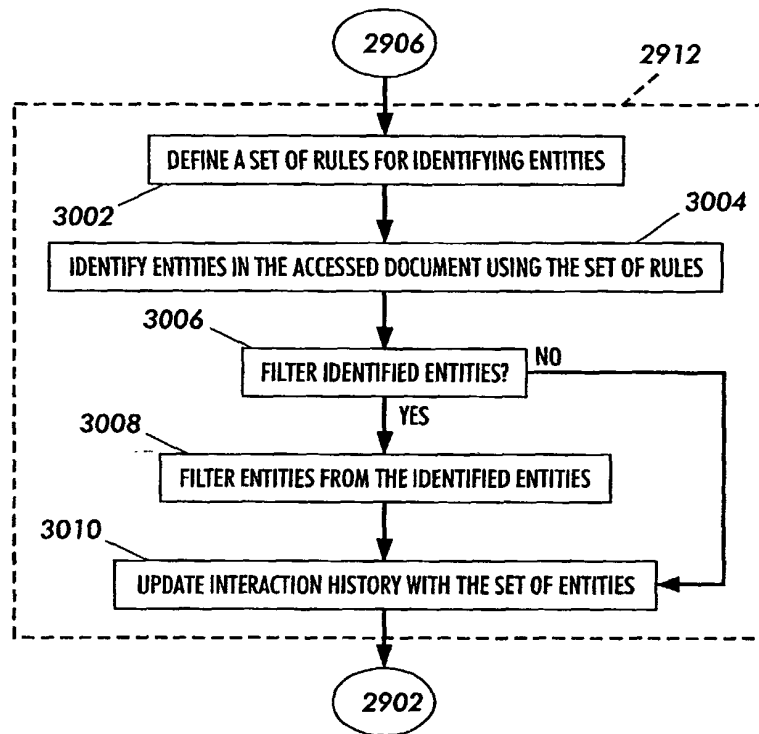 2906
2912
DEFINE A SET OF RULES FOR IDENTIFYING ENTITIES
3002
3004
IDENTIFY ENTITIES IN THE ACCESSED DOCUMENT USING THE SET OF RULES
3006
FILTER IDENTIFIED ENTITIES?
NO
YES
3008
FILTER ENTITIES FROM THE IDENTIFIED ENTITIES
3010
UPDATE INTERACTION HISTORY WITH THE SET OF ENTITIES
2902